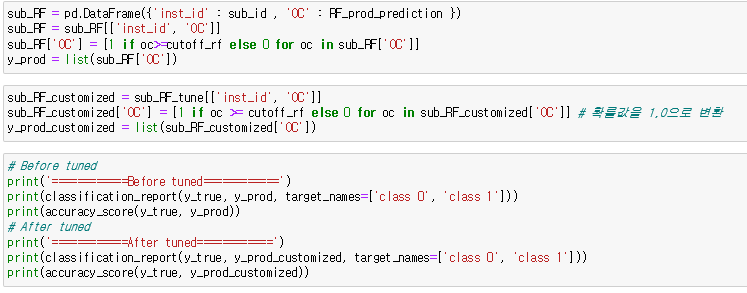 sub_RF = pd.DataFrame({'inst_id' : sub_id , 'OC' : RF_prod_prediction })
sub_RF = sub_RF[['inst_id', 'OC']]
sub_RF['OC'] = [1 if oc>=cutoff_rf else 0 for oc in sub_RF['OC']]
y_prod = list(sub_RF['OC'])
sub_RF_customized = sub_RF_tune[['inst_id', 'OC']]
sub_RF_customized['OC'] = [1 if oc >= cutoff_rf else 0 for oc in sub_RF_customized['OC']] # 확률값을 1,0으로 변환
y_prod_customized = list(sub_RF_customized['OC'])
# Before tuned
print('===========Before tuned===========')
print(classification_report(y_true, y_prod, target_names=['class 0', 'class 1']))
print(accuracy_score(y_true, y_prod))
# After tuned
print('===========After tuned===========')
print(classification_report(y_true, y_prod_customized, target_names=['class 0', 'class 1']))
print(accuracy_score(y_true, y_prod_customized))